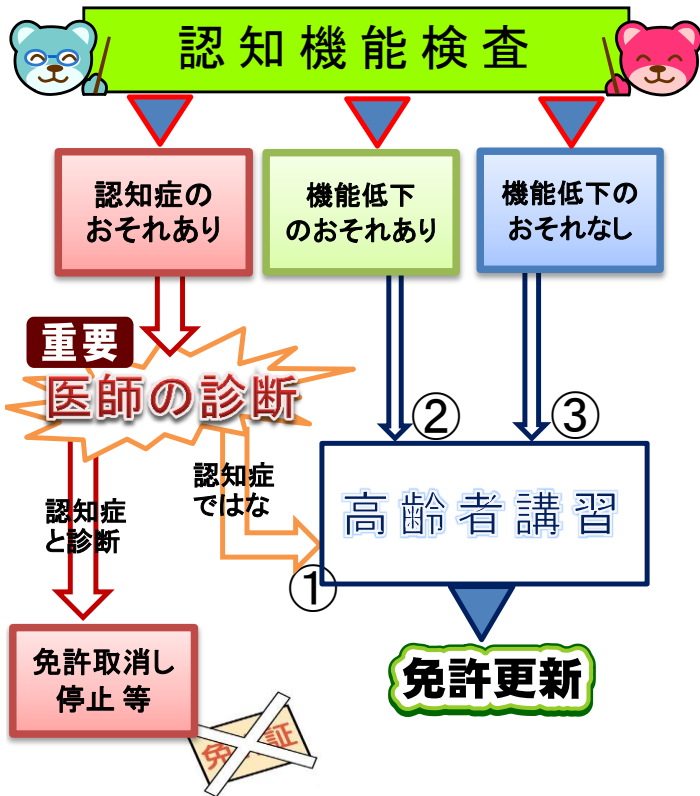 認知機能検査
認知症の
おそれあり
機能低下
のおそれあり
機能低下の
おそれなし
重要
医師の診断
②
③
認知症
ではな
認知症
と診断
高齢者講習
①
免許取消し
停止 等
免許更新
免 証